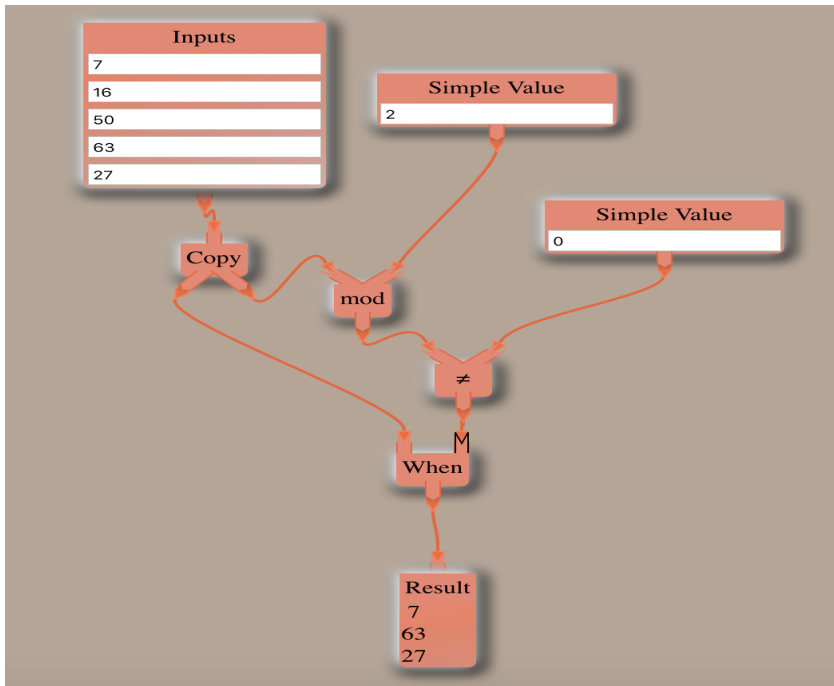 Inputs
7
16
50
63
27
Simple Value
2
Simple Value
0
Copy
mod
≠
When
Result
7
63
27